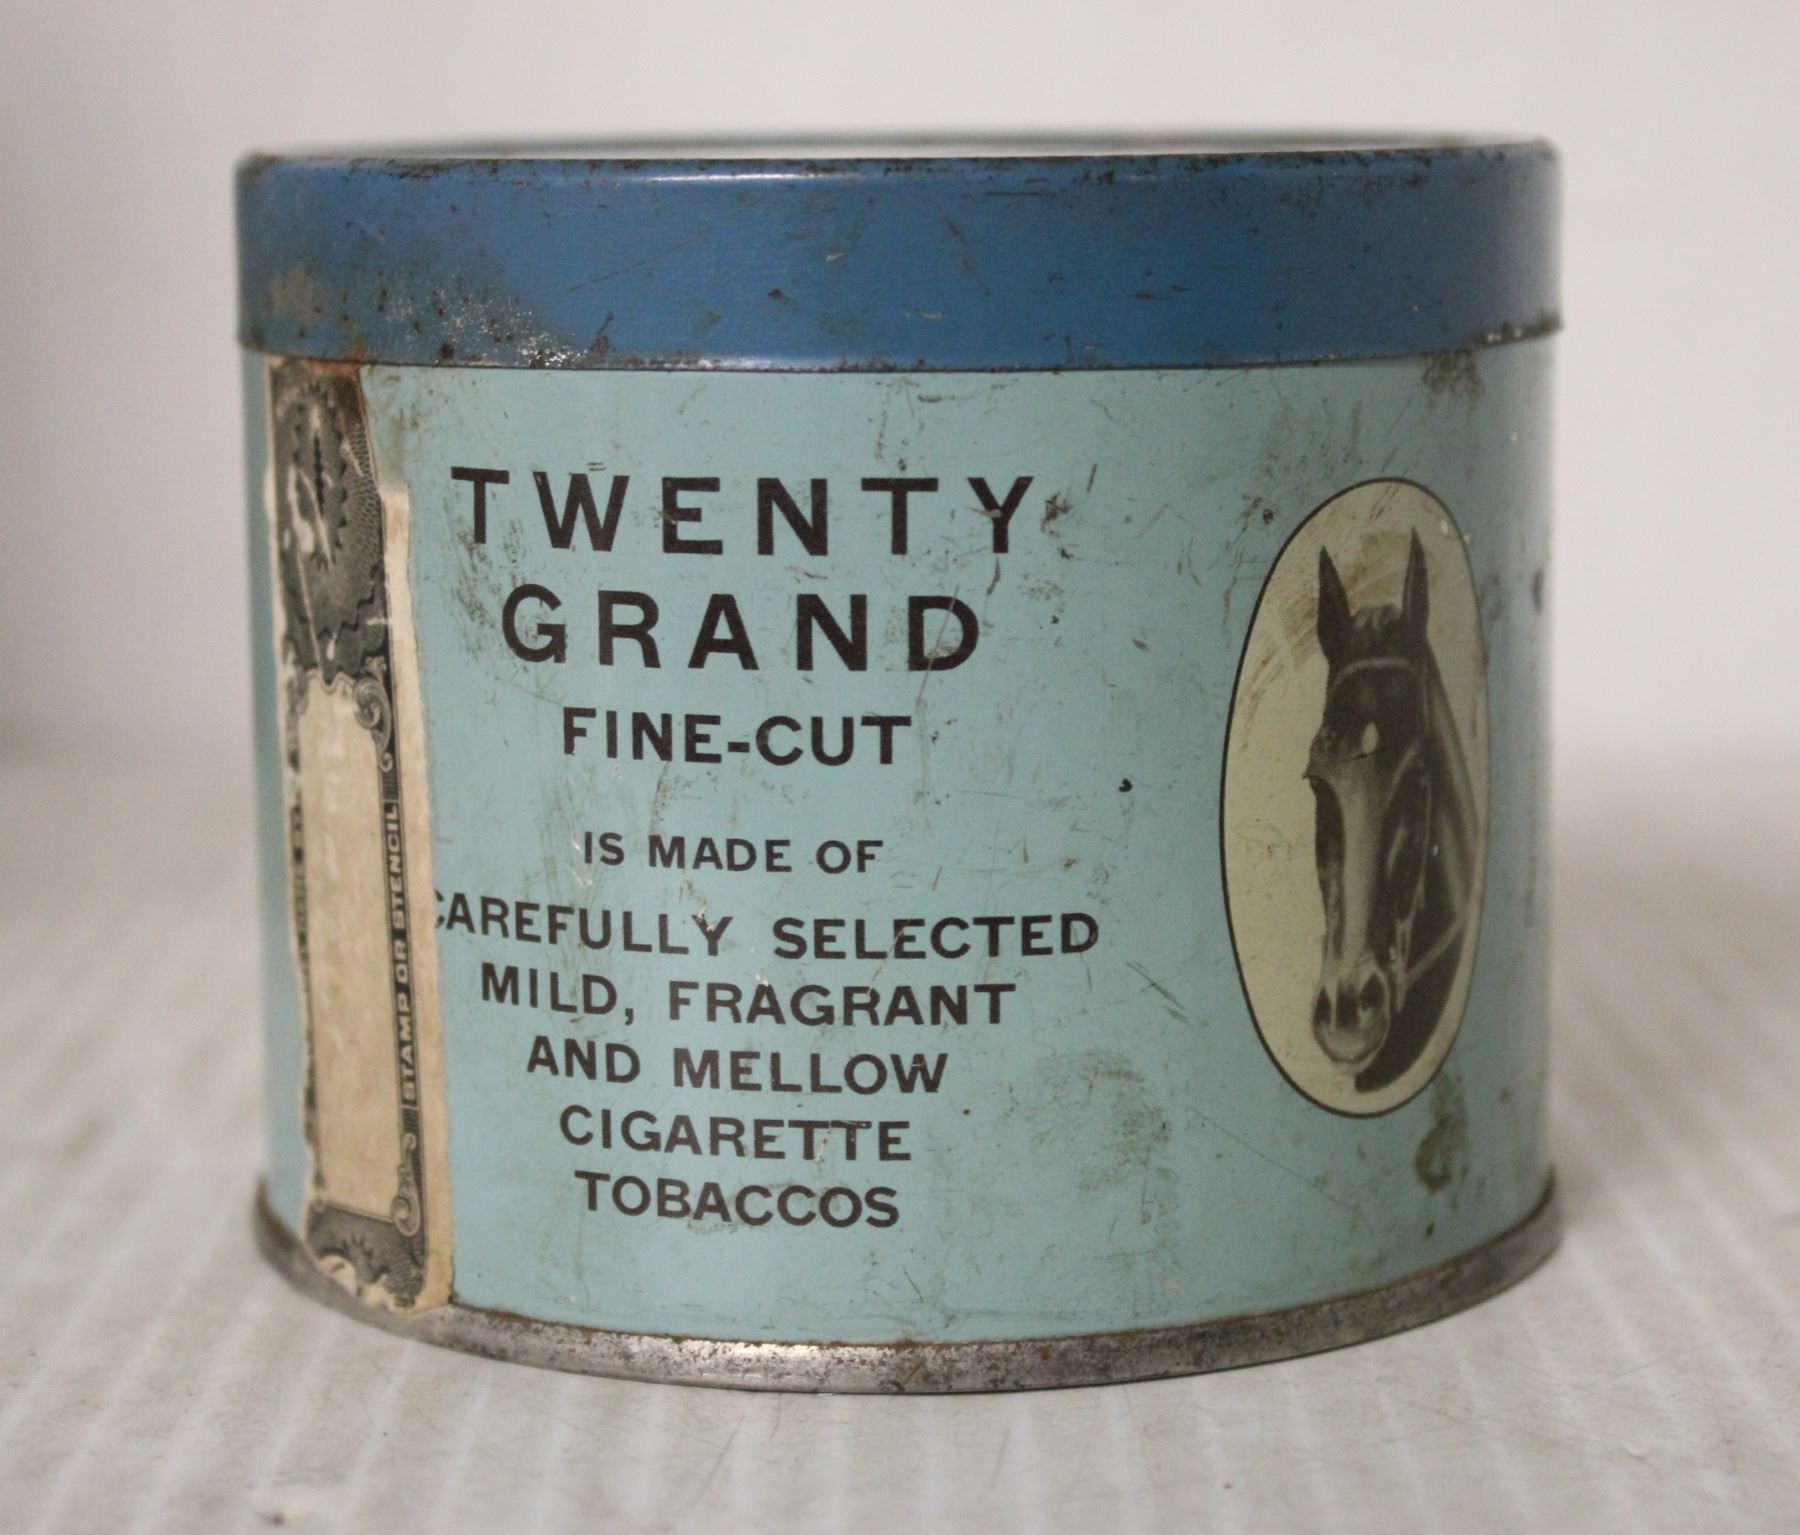 TWENTY
GRAND
FINE-CUT
IS MADE OF
CAREFULLY SELECTED
MILD, FRAGRANT
AND MELLOW
CIGARETTE
TOBACCOS
STAMP OR STENCIL